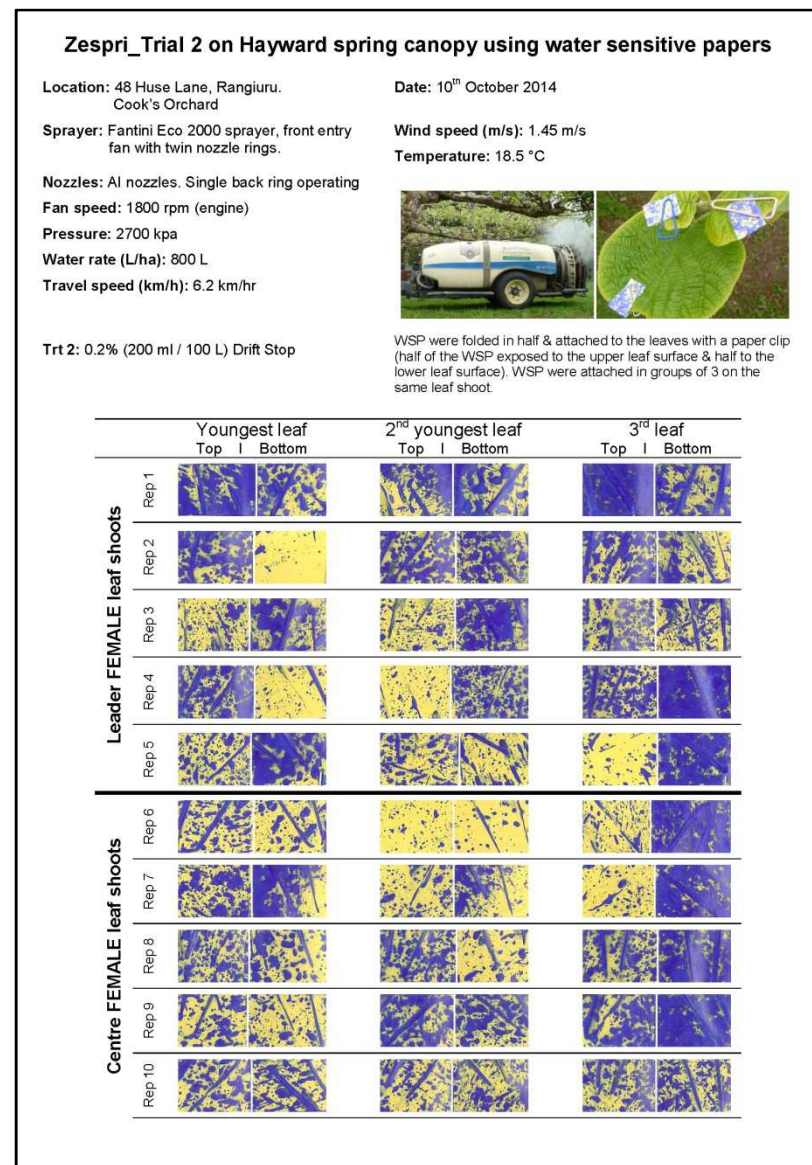 Zespri_Trial 2 on Hayward spring canopy using water sensitive papers
Location: 48 Huse Lane, Rangiuru.
Cook's Orchard
Sprayer: Fantini Eco 2000 sprayer, front entry
fan with twin nozzle rings.
Nozzles: AI nozzles. Single back ring operating
Fan speed: 1800 rpm (engine)
Pressure: 2700 kpa
Water rate (L/ha): 800 L
Travel speed (km/h): 6.2 km/hr
Trt 2: 0.2% (200 ml / 100 L) Drift Stop
Date: 10th October 2014
Wind speed (m/s): 1.45 m/s
Temperature: 18.5 °C
WSP were folded in half & attached to the leaves with a paper clip
(half of the WSP exposed to the upper leaf surface & half to the
lower leaf surface). WSP were attached in groups of 3 on the
same leaf shoot.
Youngest leaf 2nd youngest leaf 3rd leaf
Top I Bottom Top I Bottom Top I Bottom
Leader FEMALE leaf shoots
Rep 1
Rep 2
Rep 3
Rep 4
Rep 5
Centre FEMALE leaf shoots
Rep 6
Rep 7
Rep 8
Rep 9
Rep 10